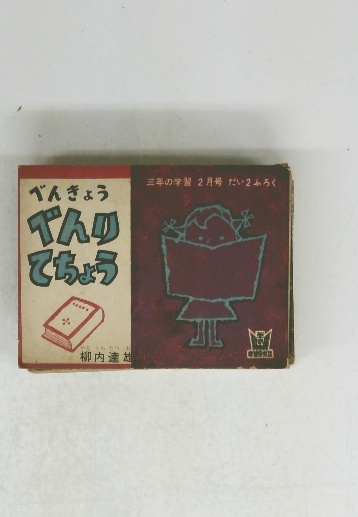 べんきょう
べんり
てちょう
柳内達雄
三年の学習 2月号 だい2ふろく